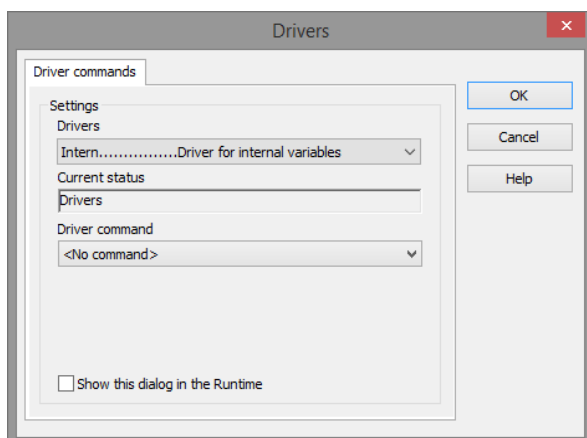 Drivers
Driver commands
Settings
Drivers
Intern................Driver for internal variables
Current status
Drivers
Driver command
<No command>
Show this dialog in the Runtime
OK
Cancel
Help